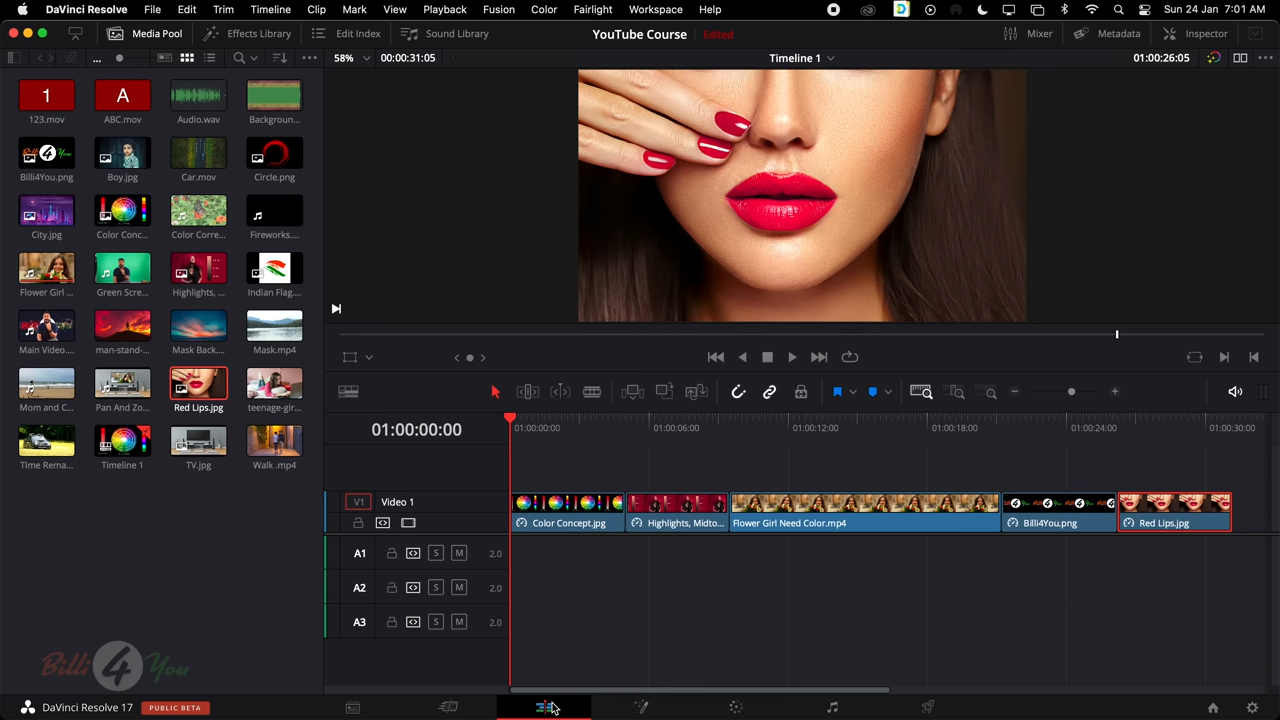 DaVinci Resolve File Edit Trim Timeline Clip Mark View Playback Fusion Color Fairlight Workspace Help Sun 24 Jan 7:01 AM
Media Pool Effects Library Edit Index Sound Library YouTube Course Edited Mixer Metadata Inspector
... 58% 00:00:31:05 Timeline 1 01:00:26:05
1 A
123.mov ABC.mov Audio.wav Backgroun...
Billi4You.png Boy.jpg Car.mov Circle.png
City.jpg Color Conc... Color Corre... Fireworks....
Flower Girl ... Green Scre... Highlights, ... Indian Flag....
Main Video.... man-stand-... Mask Back.... Mask.mp4
Mom and C... Pan And Zo... Red Lips.jpg teenage-gir...
TIme Rema... Timeline 1 TV.jpg Walk .mp4
01:00:00:00 01:00:00:00 01:00:06:00 01:00:12:00 01:00:18:00 01:00:24:00 01:00:30:00
V1 Video 1
Color Concept.jpg Highlights, Midto... Flower Girl Need Color.mp4 Billi4You.png Red Lips.jpg
A1 S M 2.0
A2 S M 2.0
A3 S M 2.0
Billi 4 You
DaVinci Resolve 17 PUBLIC BETA